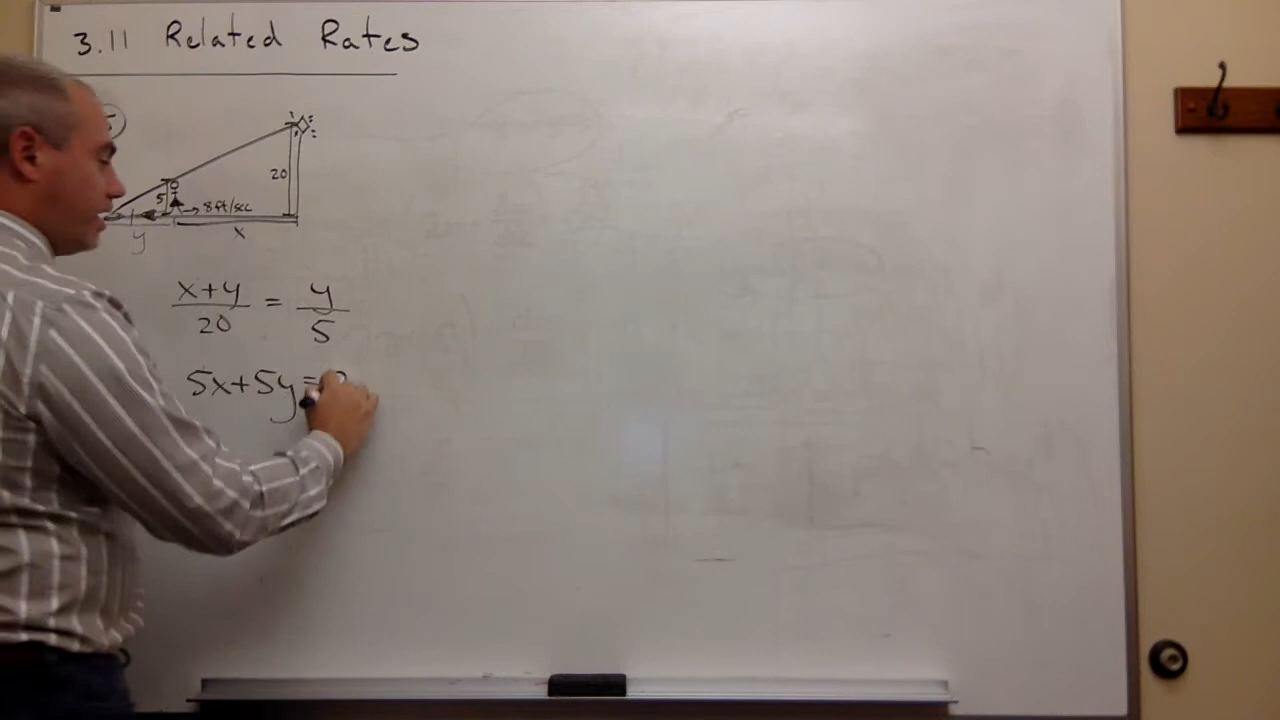 3.11 Related Rates
20
5
8 ft/sec
y
x
x+y/20 = y/5
5x+5y=